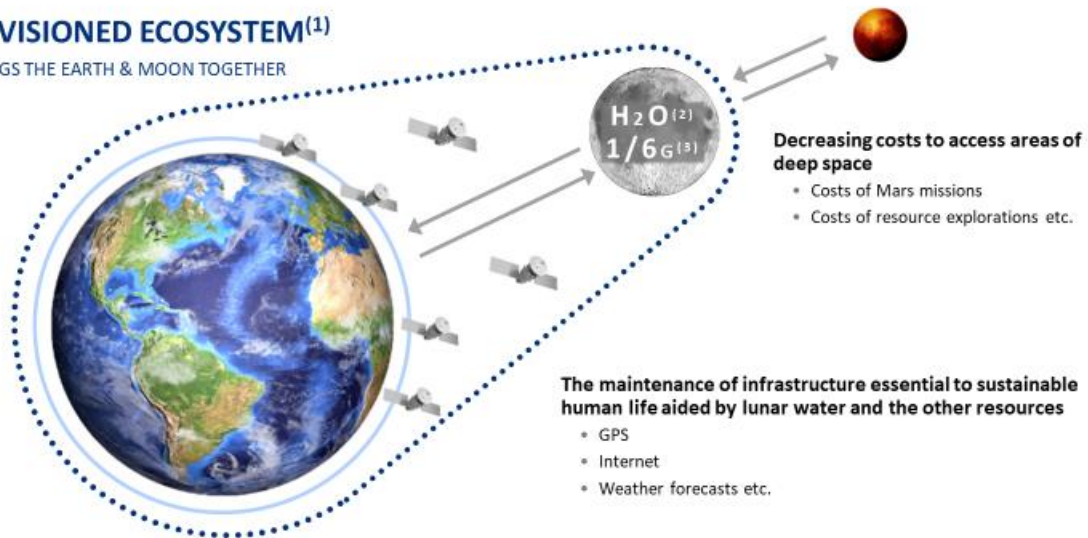 VISIONED ECOSYSTEM(1)
GS THE EARTH & MOON TOGETHER
H2O(2)
1/6G(3)
Decreasing costs to access areas of
deep space
• Costs of Mars missions
• Costs of resource explorations etc.
The maintenance of infrastructure essential to sustainable
human life aided by lunar water and the other resources
• GPS
• Internet
• Weather forecasts etc.